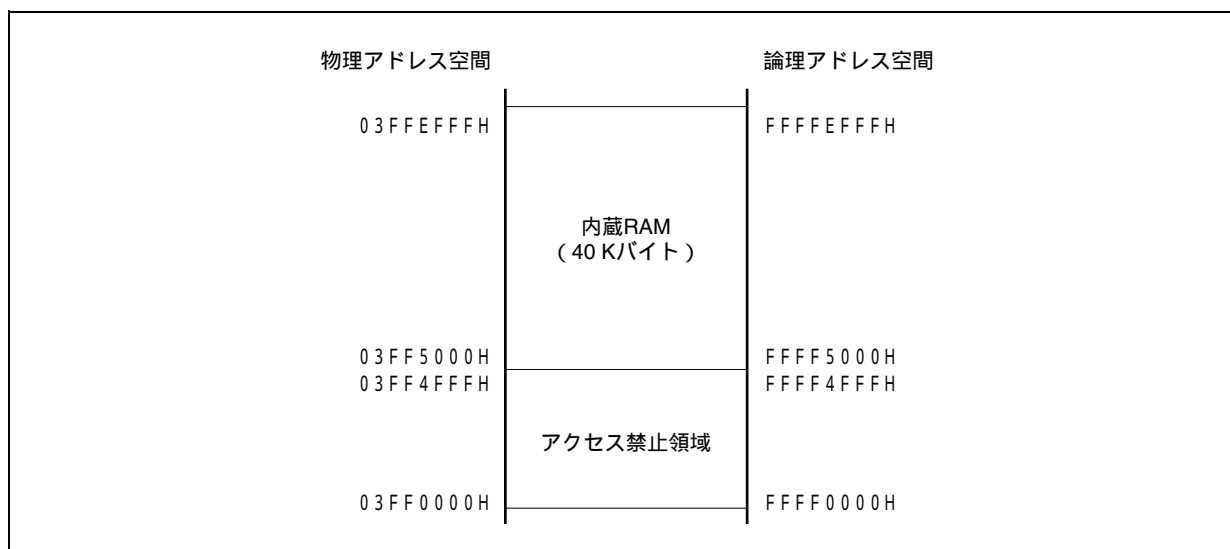 物理アドレス空間 論理アドレス空間
03FFEFFFH FFFFEFFFH
内蔵RAM
（40 Kバイト）
03FF5000H FFFF5000H
03FF4FFFH FFFF4FFFH
アクセス禁止領域
03FF0000H FFFF0000H